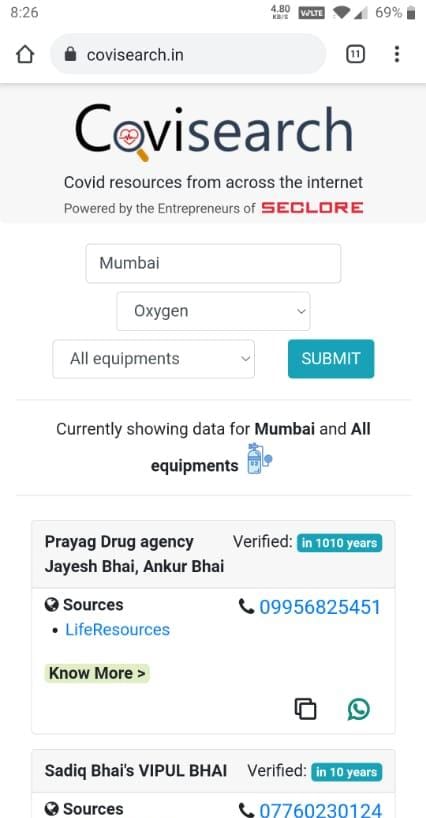 8:26
4.80 KB/S VoLTE 69%
covisearch.in
11
Covisearch
Covid resources from across the internet
Powered by the Entrepreneurs of SECLORE
Mumbai
Oxygen
All equipments SUBMIT
Currently showing data for Mumbai and All
equipments
Prayag Drug agency Verified: in 1010 years
Jayesh Bhai, Ankur Bhai
Sources 09956825451
• LifeResources
Know More >
Sadiq Bhai's VIPUL BHAI Verified: in 10 years
Sources 07760230124